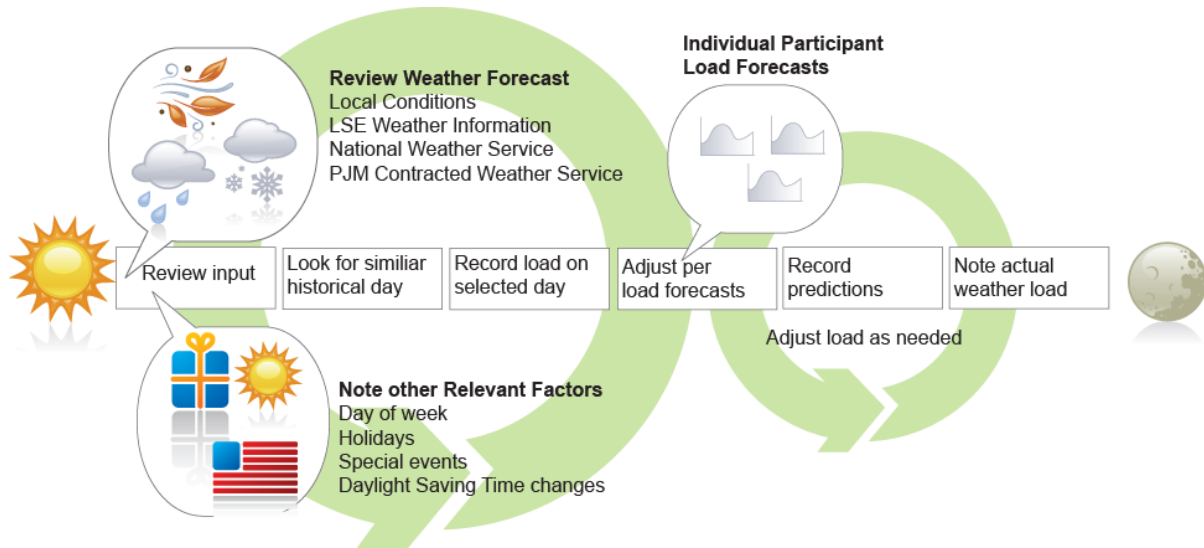 Individual Participant
Load Forecasts
Review Weather Forecast
Local Conditions
LSE Weather Information
National Weather Service
PJM Contracted Weather Service
Review input
Look for similiar
historical day
Record load on
selected day
Adjust per
load forecasts
Record
predictions
Note actual
weather load
Adjust load as needed
Note other Relevant Factors
Day of week
Holidays
Special events
Daylight Saving Time changes